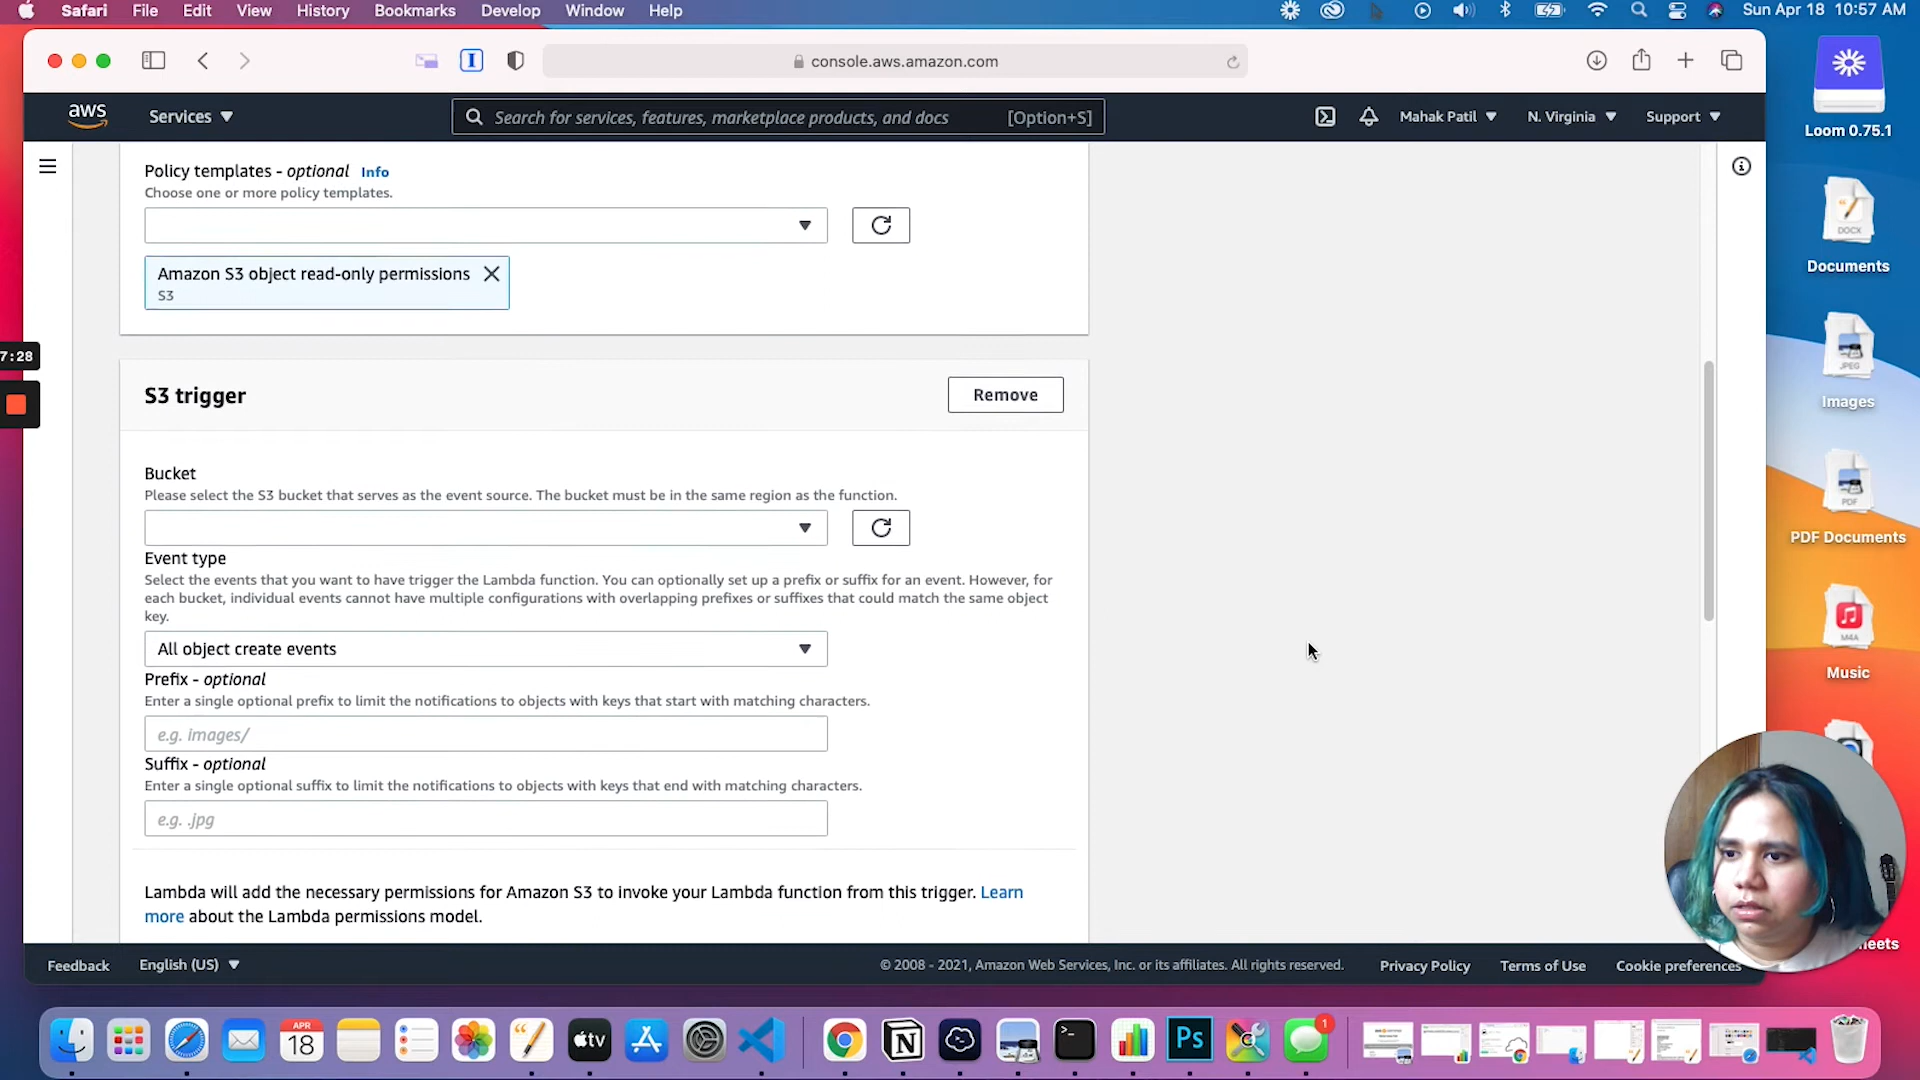 Safari File Edit View History Bookmarks Develop Window Help Sun Apr 18 10:57 AM
console.aws.amazon.com
aws Services Search for services, features, marketplace products, and docs [Option+S] Mahak Patil N. Virginia Support
Policy templates - optional Info
Choose one or more policy templates.
Amazon S3 object read-only permissions
S3
7:28
S3 trigger Remove
Bucket
Please select the S3 bucket that serves as the event source. The bucket must be in the same region as the function.
Event type
Select the events that you want to have trigger the Lambda function. You can optionally set up a prefix or suffix for an event. However, for
each bucket, individual events cannot have multiple configurations with overlapping prefixes or suffixes that could match the same object
key.
All object create events
Prefix - optional
Enter a single optional prefix to limit the notifications to objects with keys that start with matching characters.
e.g. images/
Suffix - optional
Enter a single optional suffix to limit the notifications to objects with keys that end with matching characters.
e.g. .jpg
Lambda will add the necessary permissions for Amazon S3 to invoke your Lambda function from this trigger. Learn
more about the Lambda permissions model.
Feedback English (US) © 2008 - 2021, Amazon Web Services, Inc. or its affiliates. All rights reserved. Privacy Policy Terms of Use Cookie preferences
Loom 0.75.1
DOCX
Documents
JPEG
Images
PDF
PDF Documents
M4A
Music
heets
APR
18
tv
Ps
1